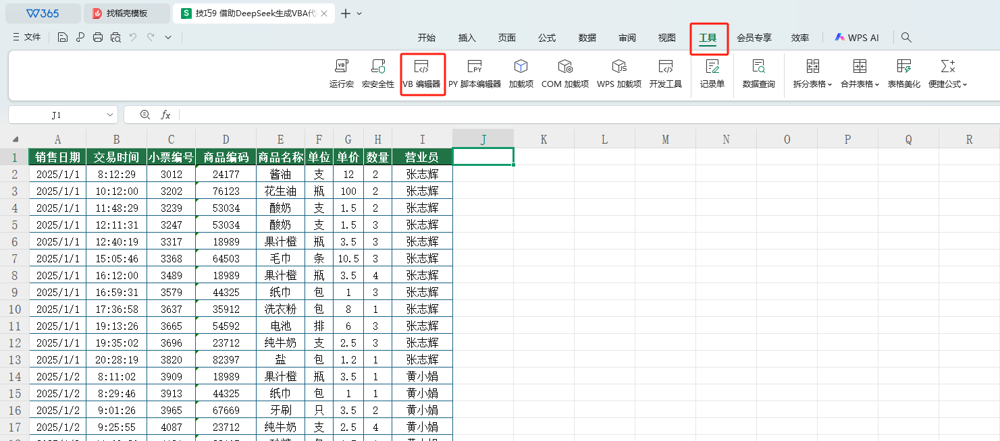 W365 找稻壳模板 S 技巧9 借助DeepSeek生成VBA代
文件 开始 插入 页面 公式 数据 审阅 视图 工具 会员专享 效率 WPS AI
运行宏 宏安全性 VB 编辑器 PY 脚本编辑器 加载项 COM 加载项 WPS 加载项 开发工具 记录单 数据查询 拆分表格 合并表格 表格美化 便捷公式
J1 fx
A B C D E F G H I J K L M N O P Q R
1 销售日期 交易时间 小票编号 商品编码 商品名称 单位 单价 数量 营业员
2 2025/1/1 8:12:29 3012 24177 酱油 支 12 2 张志辉
3 2025/1/1 10:12:00 3202 76123 花生油 瓶 100 2 张志辉
4 2025/1/1 11:48:29 3239 53034 酸奶 支 1.5 2 张志辉
5 2025/1/1 12:11:31 3247 53034 酸奶 支 1.5 3 张志辉
6 2025/1/1 12:40:19 3317 18989 果汁橙 瓶 3.5 3 张志辉
7 2025/1/1 15:05:46 3368 64503 毛巾 条 10.5 3 张志辉
8 2025/1/1 16:12:00 3489 18989 果汁橙 瓶 3.5 4 张志辉
9 2025/1/1 16:59:31 3579 44325 纸巾 包 1 3 张志辉
10 2025/1/1 17:36:58 3637 35912 洗衣粉 包 8 1 张志辉
11 2025/1/1 19:13:26 3665 54592 电池 排 6 3 张志辉
12 2025/1/1 19:35:02 3696 23712 纯牛奶 支 2.5 3 张志辉
13 2025/1/1 20:28:19 3820 82397 盐 包 1.2 1 张志辉
14 2025/1/2 8:11:02 3909 18989 果汁橙 瓶 3.5 1 黄小娟
15 2025/1/2 8:29:46 3913 44325 纸巾 包 1 1 黄小娟
16 2025/1/2 9:01:26 3965 67669 牙刷 只 3.5 2 黄小娟
17 2025/1/2 9:25:55 4087 23712 纯牛奶 支 2.5 4 黄小娟